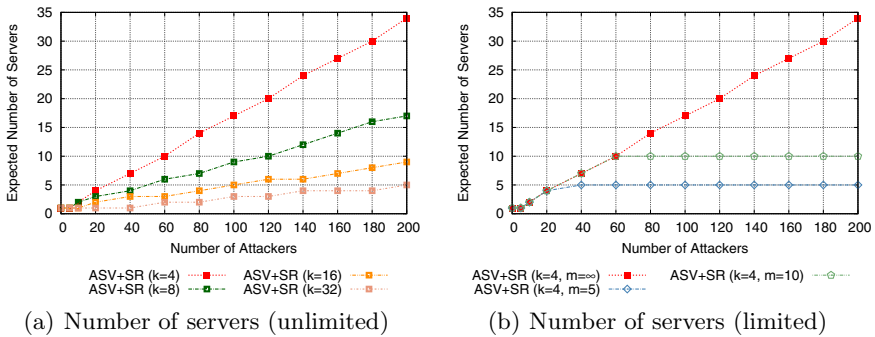 35
30
25
20
15
10
5
0
Expected Number of Servers
0 20 40 60 80 100 120 140 160 180 200
Number of Attackers
ASV+SR (k=4)
ASV+SR (k=8)
ASV+SR (k=16)
ASV+SR (k=32)
(a) Number of servers (unlimited)
35
30
25
20
15
10
5
0
Expected Number of Servers
0 20 40 60 80 100 120 140 160 180 200
Number of Attackers
ASV+SR (k=4, m=∞)
ASV+SR (k=4, m=5)
ASV+SR (k=4, m=10)
(b) Number of servers (limited)